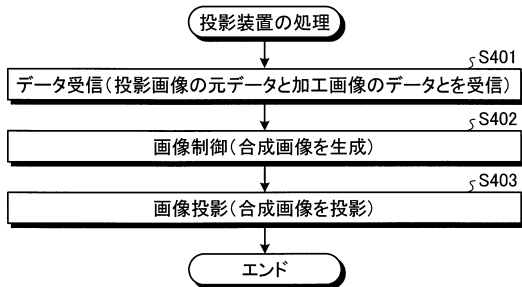 投影装置の処理
S401
データ受信(投影画像の元データと加工画像のデータとを受信)
S402
画像制御(合成画像を生成)
S403
画像投影(合成画像を投影)
エンド